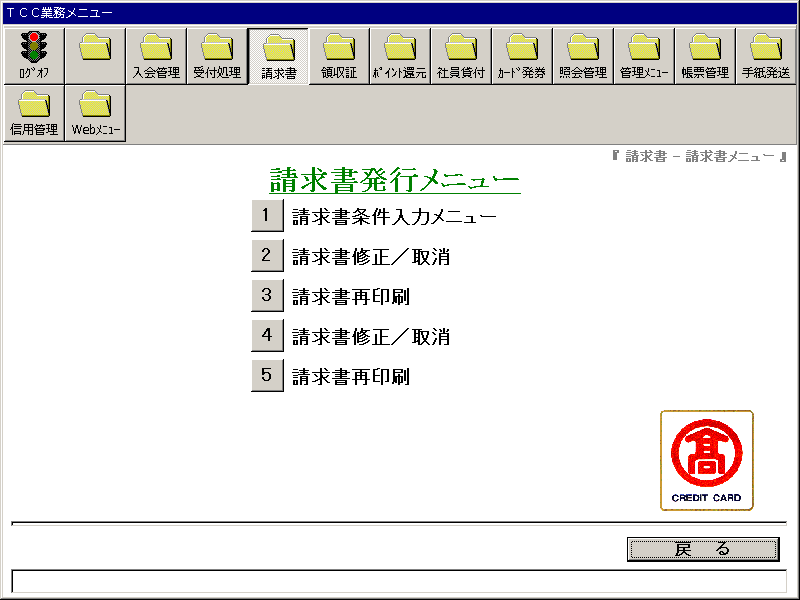 ＴＣＣ業務メニュー
ﾛｸﾞｵﾌ
入会管理
受付処理
請求書
領収証
ﾎﾟｲﾝﾄ還元
社員貸付
ｶｰﾄﾞ発券
照会管理
管理ﾒﾆｭｰ
帳票管理
手紙発送
信用管理
Webﾒﾆｭｰ
『 請求書 － 請求書メニュー 』
請求書発行メニュー
1 請求書条件入力メニュー
2 請求書修正／取消
3 請求書再印刷
4 請求書修正／取消
5 請求書再印刷
髙
CREDIT CARD
戻　る